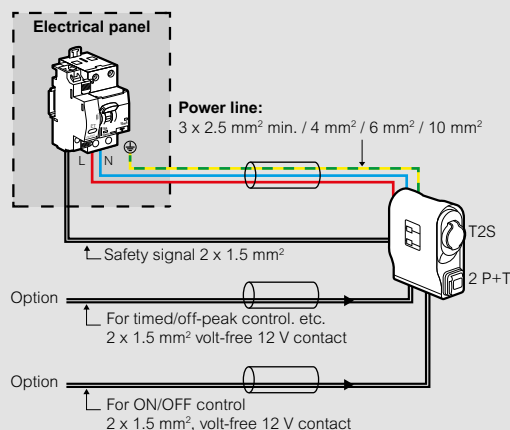 Electrical panel
Power line:
3 x 2.5 mm² min. / 4 mm² / 6 mm² / 10 mm²
L N
T2S
Safety signal 2 x 1.5 mm²
2 P+T
Option
For timed/off-peak control. etc.
2 x 1.5 mm² volt-free 12 V contact
Option
For ON/OFF control
2 x 1.5 mm², volt-free 12 V contact